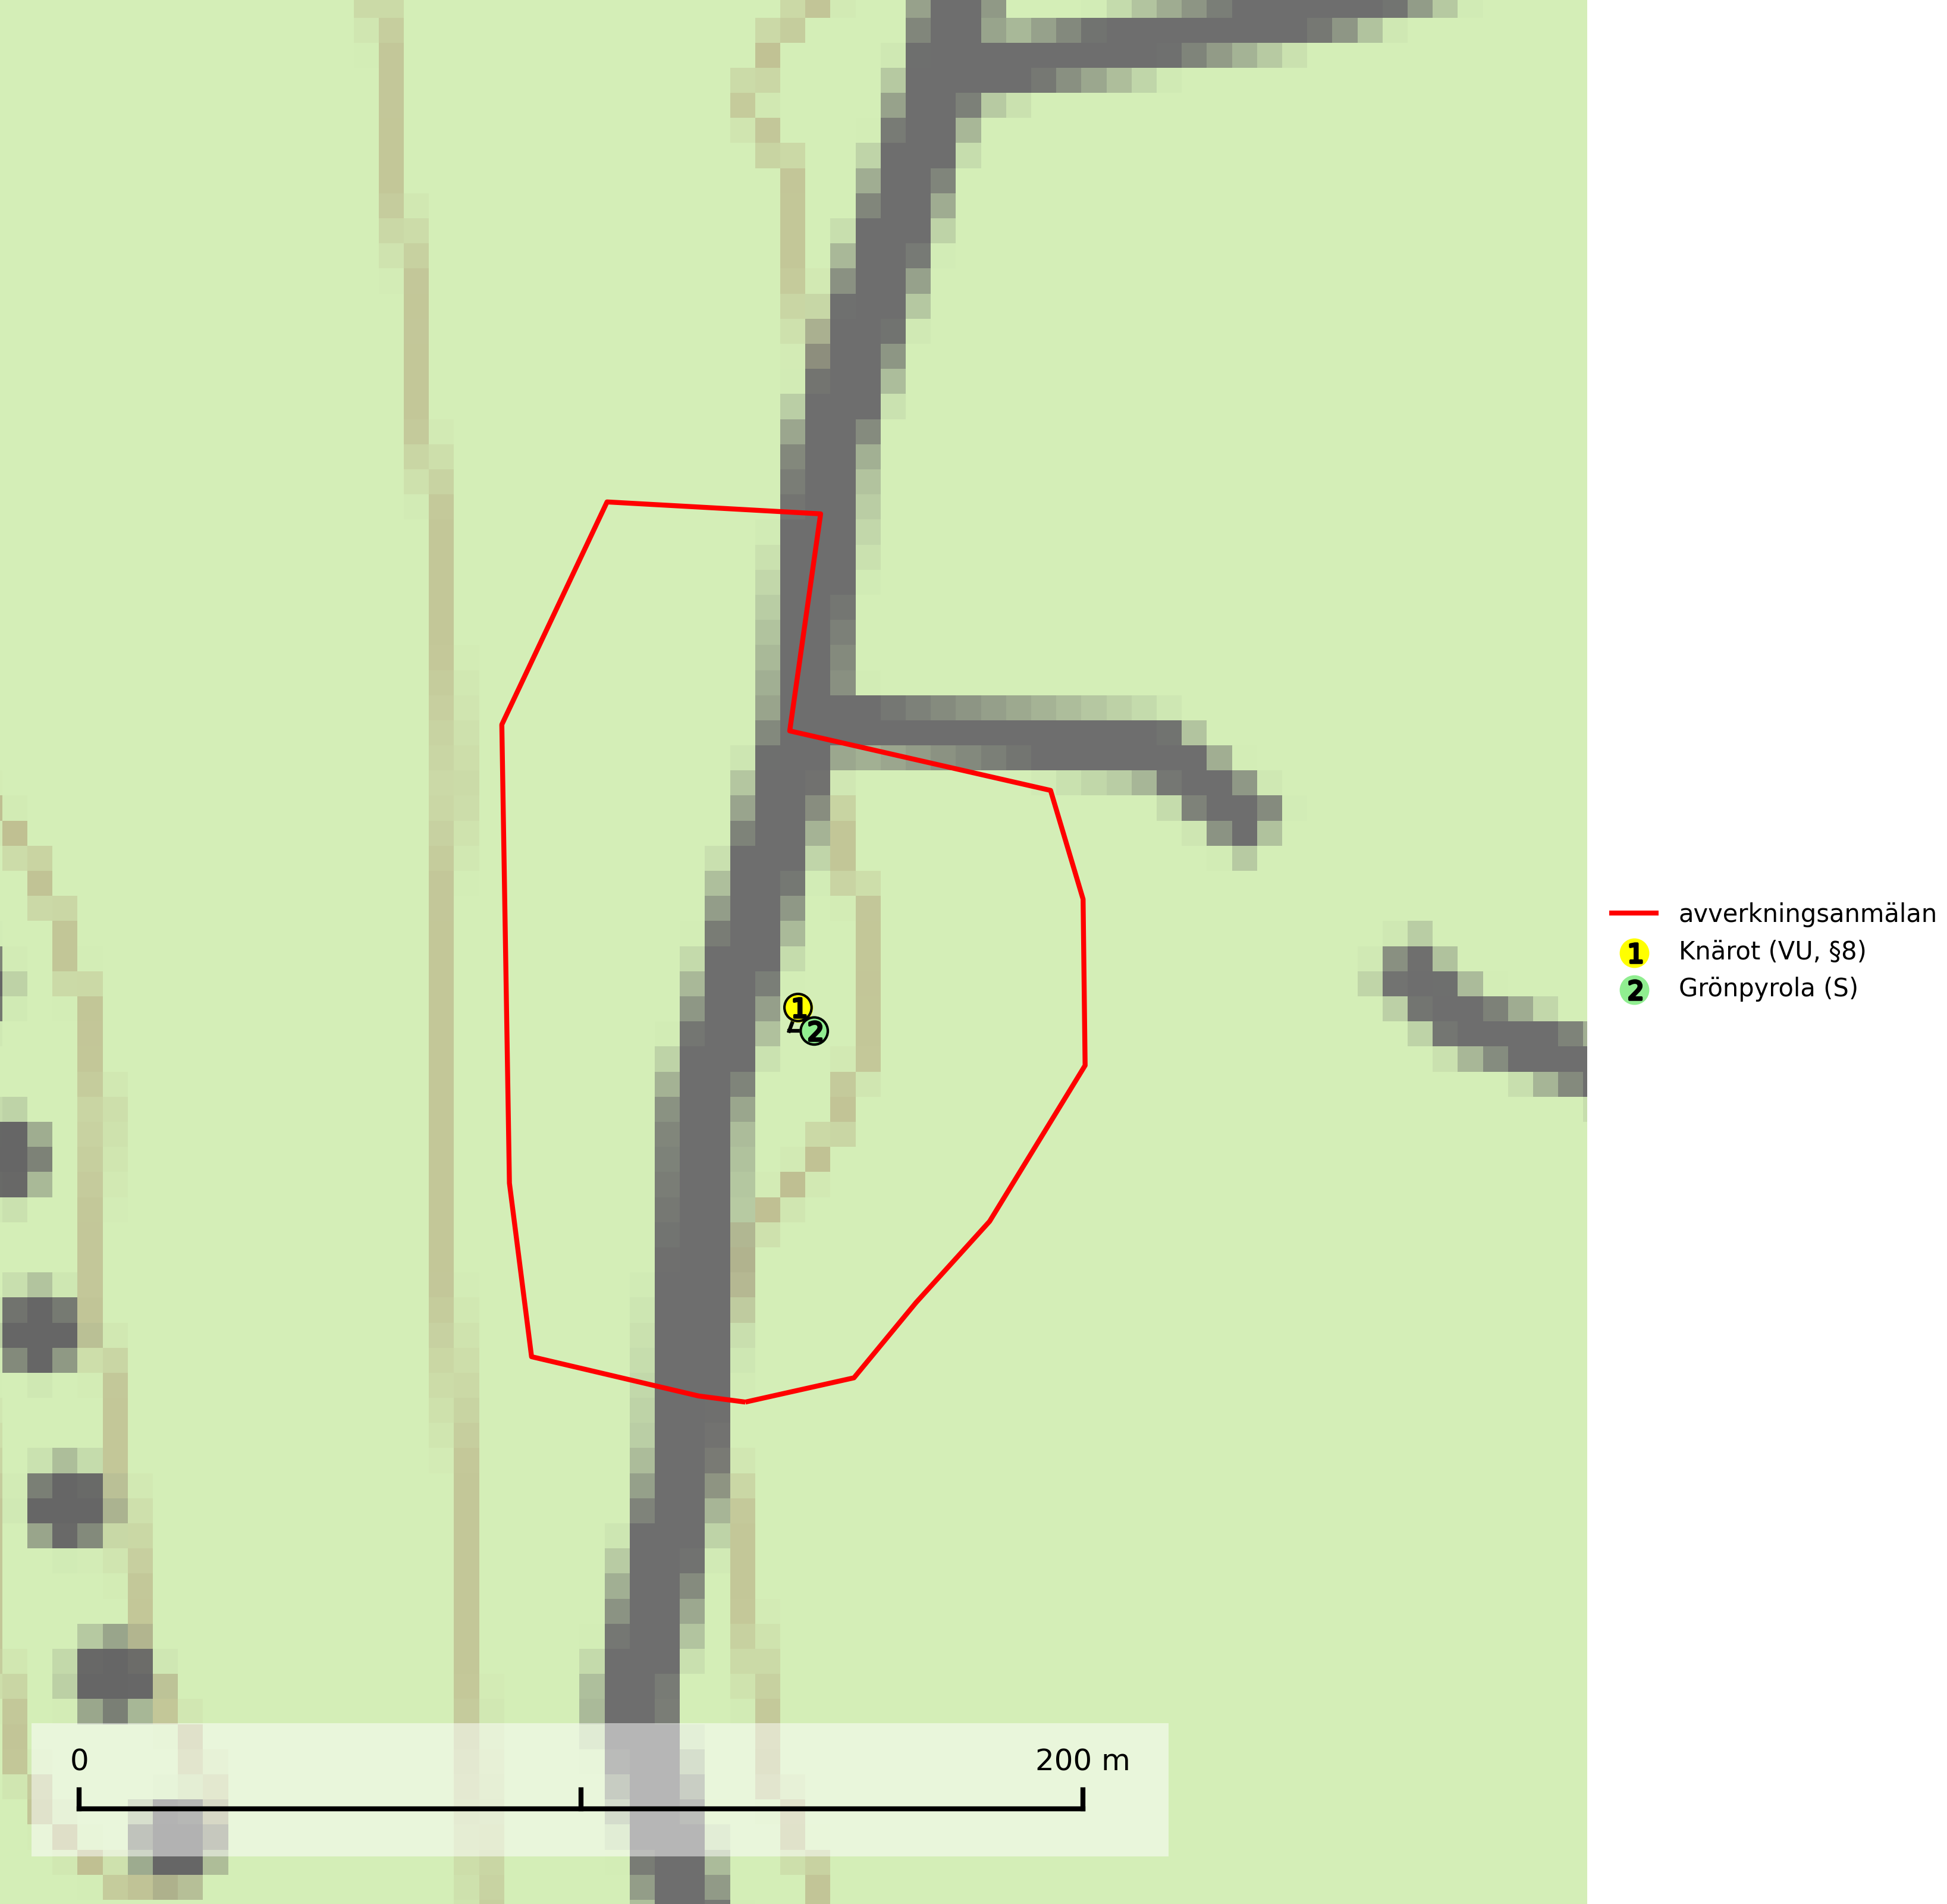 avverkningsanmälan
1 Knärot (VU, §8)
2 Grönpyrola (S)
1
2
0 200 m